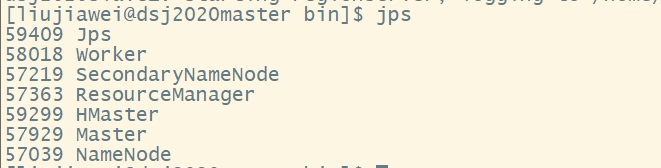 [liujiawei@dsj2020master bin]$ jps
59409 Jps
58018 Worker
57219 SecondaryNameNode
57363 ResourceManager
59299 HMaster
57929 Master
57039 NameNode